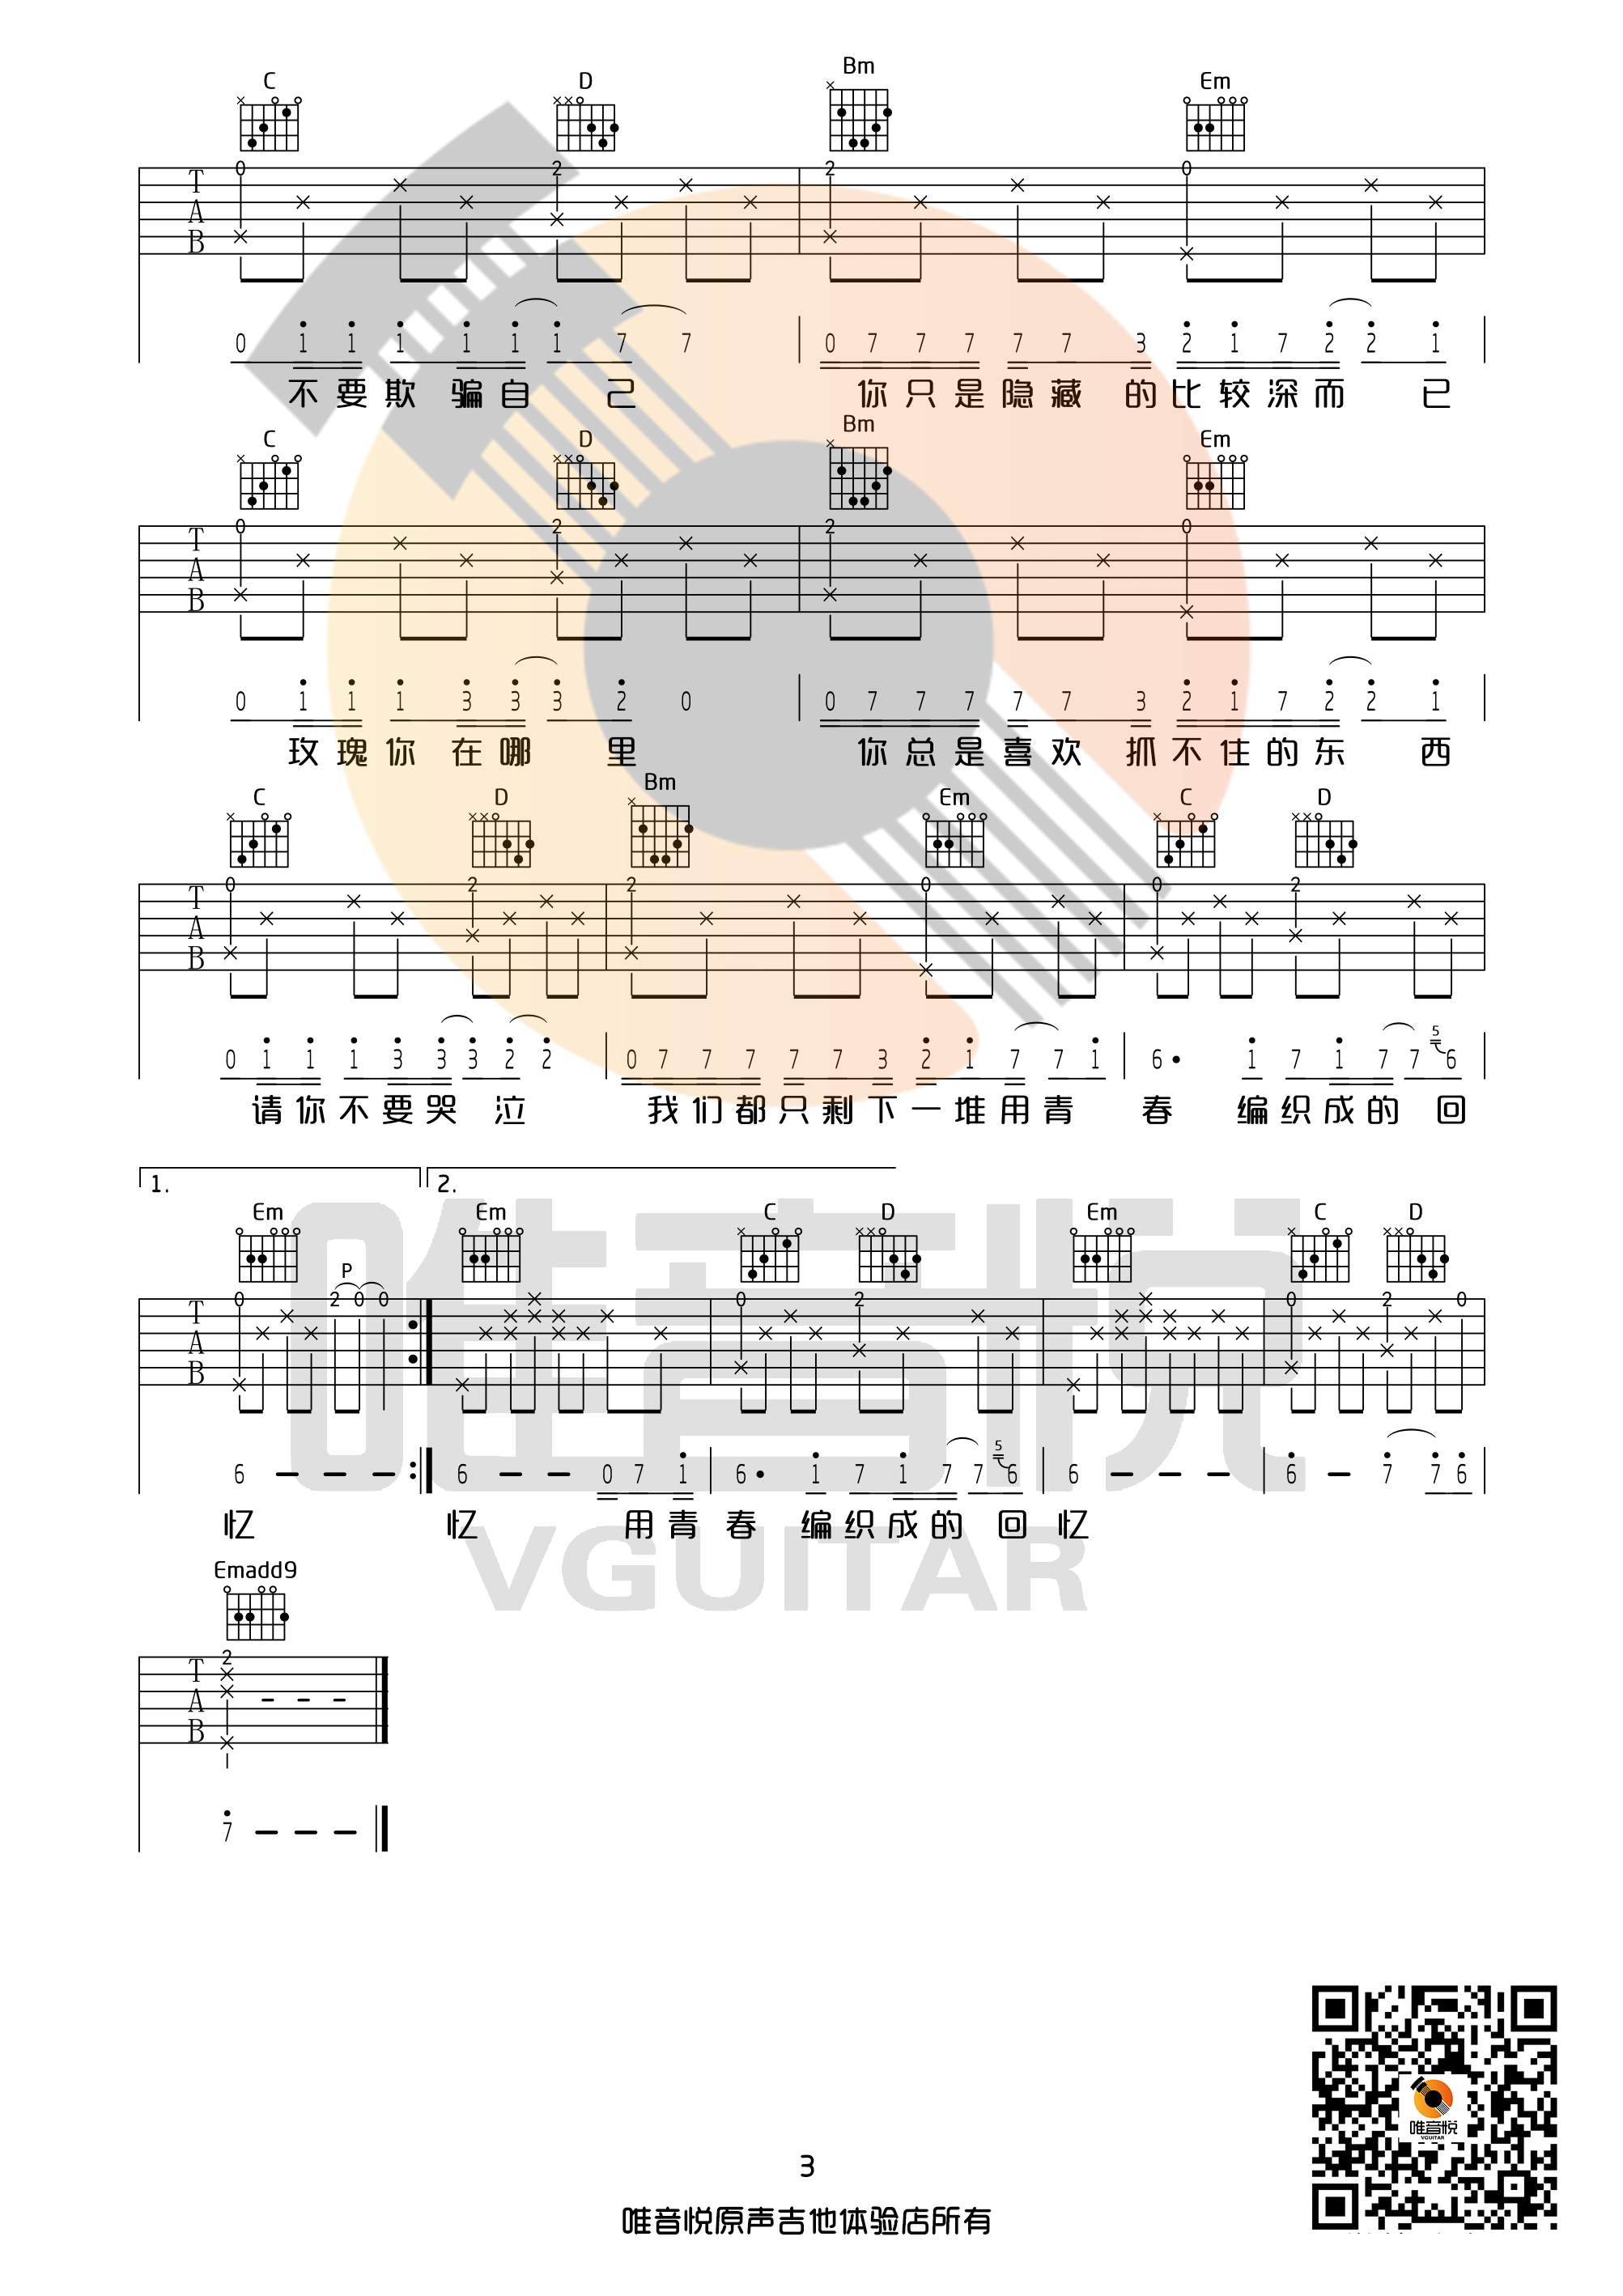 C D Bm Em
T 0 2 2 0
A
B
0 1 1 1 1 1 1 7 7 0 7 7 7 7 7 3 2 1 7 2 2 1
不要欺骗自己 你只是隐藏的比较深而已
C D Bm Em
T 0 2 2 0
A
B
0 1 1 1 3 3 3 2 0 0 7 7 7 7 7 3 2 1 7 2 2 1
玫瑰你在哪里 你总是喜欢抓不住的东西
C D Bm Em C D
T 0 2 2 0 0 2
A
B
0 1 1 1 3 3 3 2 2 0 7 7 7 7 7 3 2 1 7 7 1 6· 1 7 1 7 7 5 6
请你不要哭泣 我们都只剩下一堆用青春 编织成的回
1. 2.
Em Em C D Em C D
P
T 0 2 0 0 0 2 0 2 0
A
B
6 – – – 6 – – 0 7 1 6· 1 7 1 7 7 5 6 6 – – – 6 – 7 7 6
忆 忆 用青春 编织成的回忆
唯音悦
VGUITAR
Emadd9
T 2
A – – –
B
7 – – –
唯音悦
VGUITAR
3
唯音悦原声吉他体验店所有